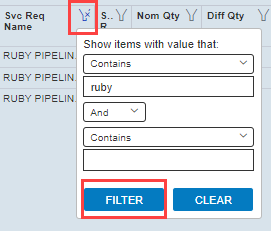 Svc Req Name S.. R Nom Qty Diff Qty
Show items with value that:
RUBY PIPELIN. Contains
RUBY PIPELIN. ruby
And
RUBY PIPELIN. Contains
FILTER CLEAR